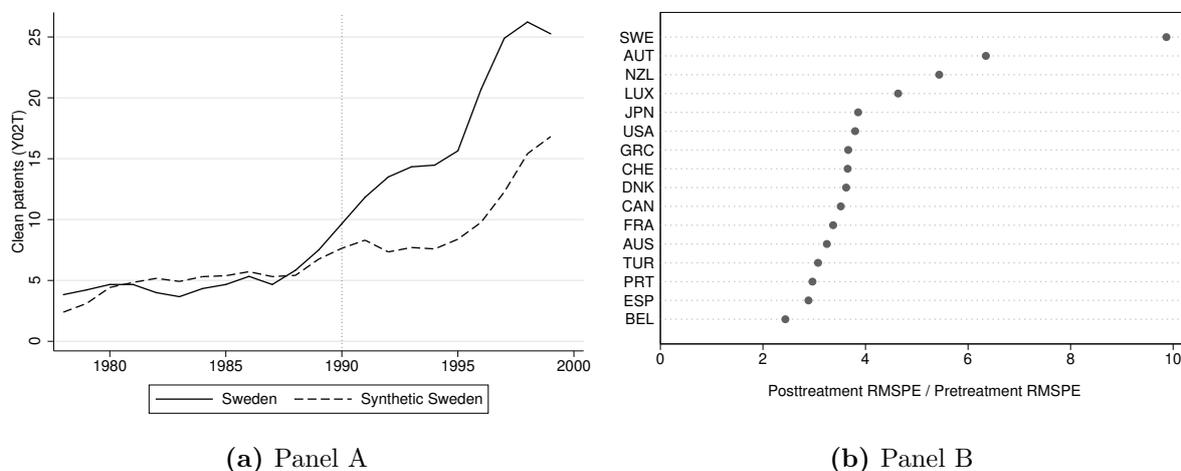 Clean patents (Y02T)
25
20
15
10
5
0
1980
1985
1990
1995
2000
Sweden
Synthetic Sweden
(a) Panel A
SWE
AUT
NZL
LUX
JPN
USA
GRC
CHE
DNK
CAN
FRA
AUS
TUR
PRT
ESP
BEL
0
2
4
6
8
10
Posttreatment RMSPE / Pretreatment RMSPE
(b) Panel B